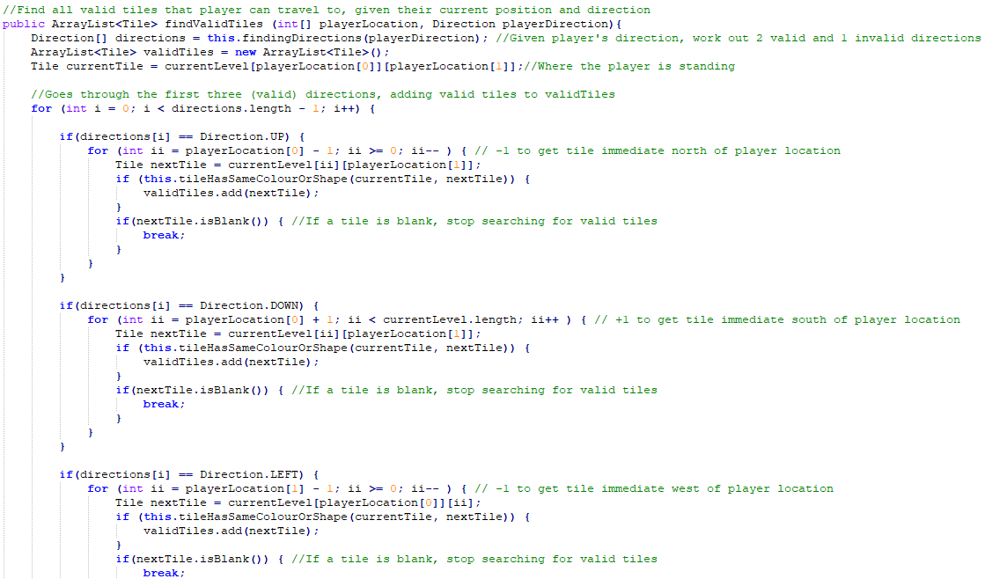 //Find all valid tiles that player can travel to, given their current position and direction
public ArrayList<Tile> findValidTiles (int[] playerLocation, Direction playerDirection){
    Direction[] directions = this.findingDirections(playerDirection); //Given player's direction, work out 2 valid and 1 invalid directions
    ArrayList<Tile> validTiles = new ArrayList<Tile>();
    Tile currentTile = currentLevel[playerLocation[0]][playerLocation[1]];//Where the player is standing

    //Goes through the first three (valid) directions, adding valid tiles to validTiles
    for (int i = 0; i < directions.length - 1; i++) {

        if(directions[i] == Direction.UP) {
            for (int ii = playerLocation[0] - 1; ii >= 0; ii-- ) { // -1 to get tile immediate north of player location
                Tile nextTile = currentLevel[ii][playerLocation[1]];
                if (this.tileHasSameColourOrShape(currentTile, nextTile)) {
                    validTiles.add(nextTile);
                }
                if(nextTile.isBlank()) { //If a tile is blank, stop searching for valid tiles
                    break;
                }
            }
        }

        if(directions[i] == Direction.DOWN) {
            for (int ii = playerLocation[0] + 1; ii < currentLevel.length; ii++ ) { // +1 to get tile immediate south of player location
                Tile nextTile = currentLevel[ii][playerLocation[1]];
                if (this.tileHasSameColourOrShape(currentTile, nextTile)) {
                    validTiles.add(nextTile);
                }
                if(nextTile.isBlank()) { //If a tile is blank, stop searching for valid tiles
                    break;
                }
            }
        }

        if(directions[i] == Direction.LEFT) {
            for (int ii = playerLocation[1] - 1; ii >= 0; ii-- ) { // -1 to get tile immediate west of player location
                Tile nextTile = currentLevel[playerLocation[0]][ii];
                if (this.tileHasSameColourOrShape(currentTile, nextTile)) {
                    validTiles.add(nextTile);
                }
                if(nextTile.isBlank()) { //If a tile is blank, stop searching for valid tiles
                    break;